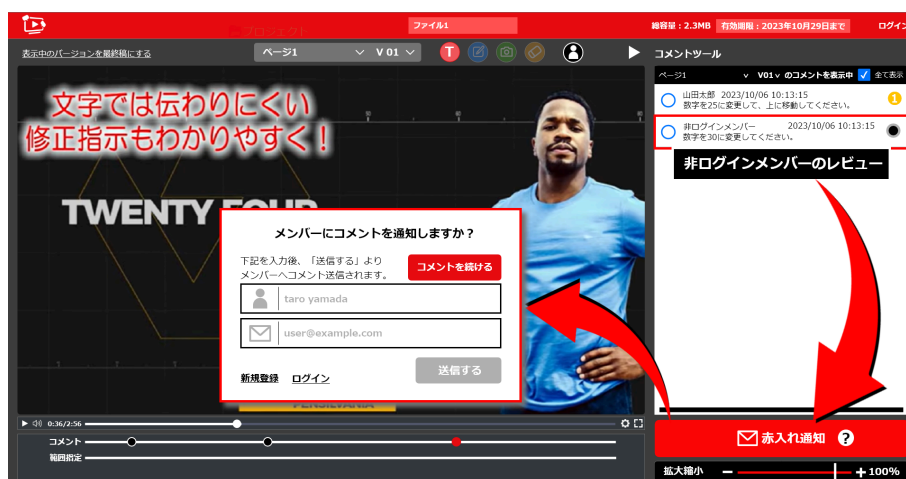 プロジェクト
ファイル1
総容量：2.3MB
有効期限：2023年10月29日まで
ログイン
表示中のバージョンを最終稿にする
ページ1
V 01
T
コメントツール
ページ1
V01 のコメントを表示中
全て表示
山田太郎 2023/10/06 10:13:15
数字を25に変更して、上に移動してください。
1
非ログインメンバー 2023/10/06 10:13:15
数字を30に変更してください。
非ログインメンバーのレビュー
文字では伝わりにくい
修正指示もわかりやすく！
TWENTY FOUR
メンバーにコメントを通知しますか？
下記を入力後、「送信する」より
メンバーへコメント送信されます。
コメントを続ける
taro yamada
user@example.com
新規登録
ログイン
送信する
PENSILVANIA
0:36/2:56
コメント
範囲指定
赤入れ通知
?
拡大縮小
100%